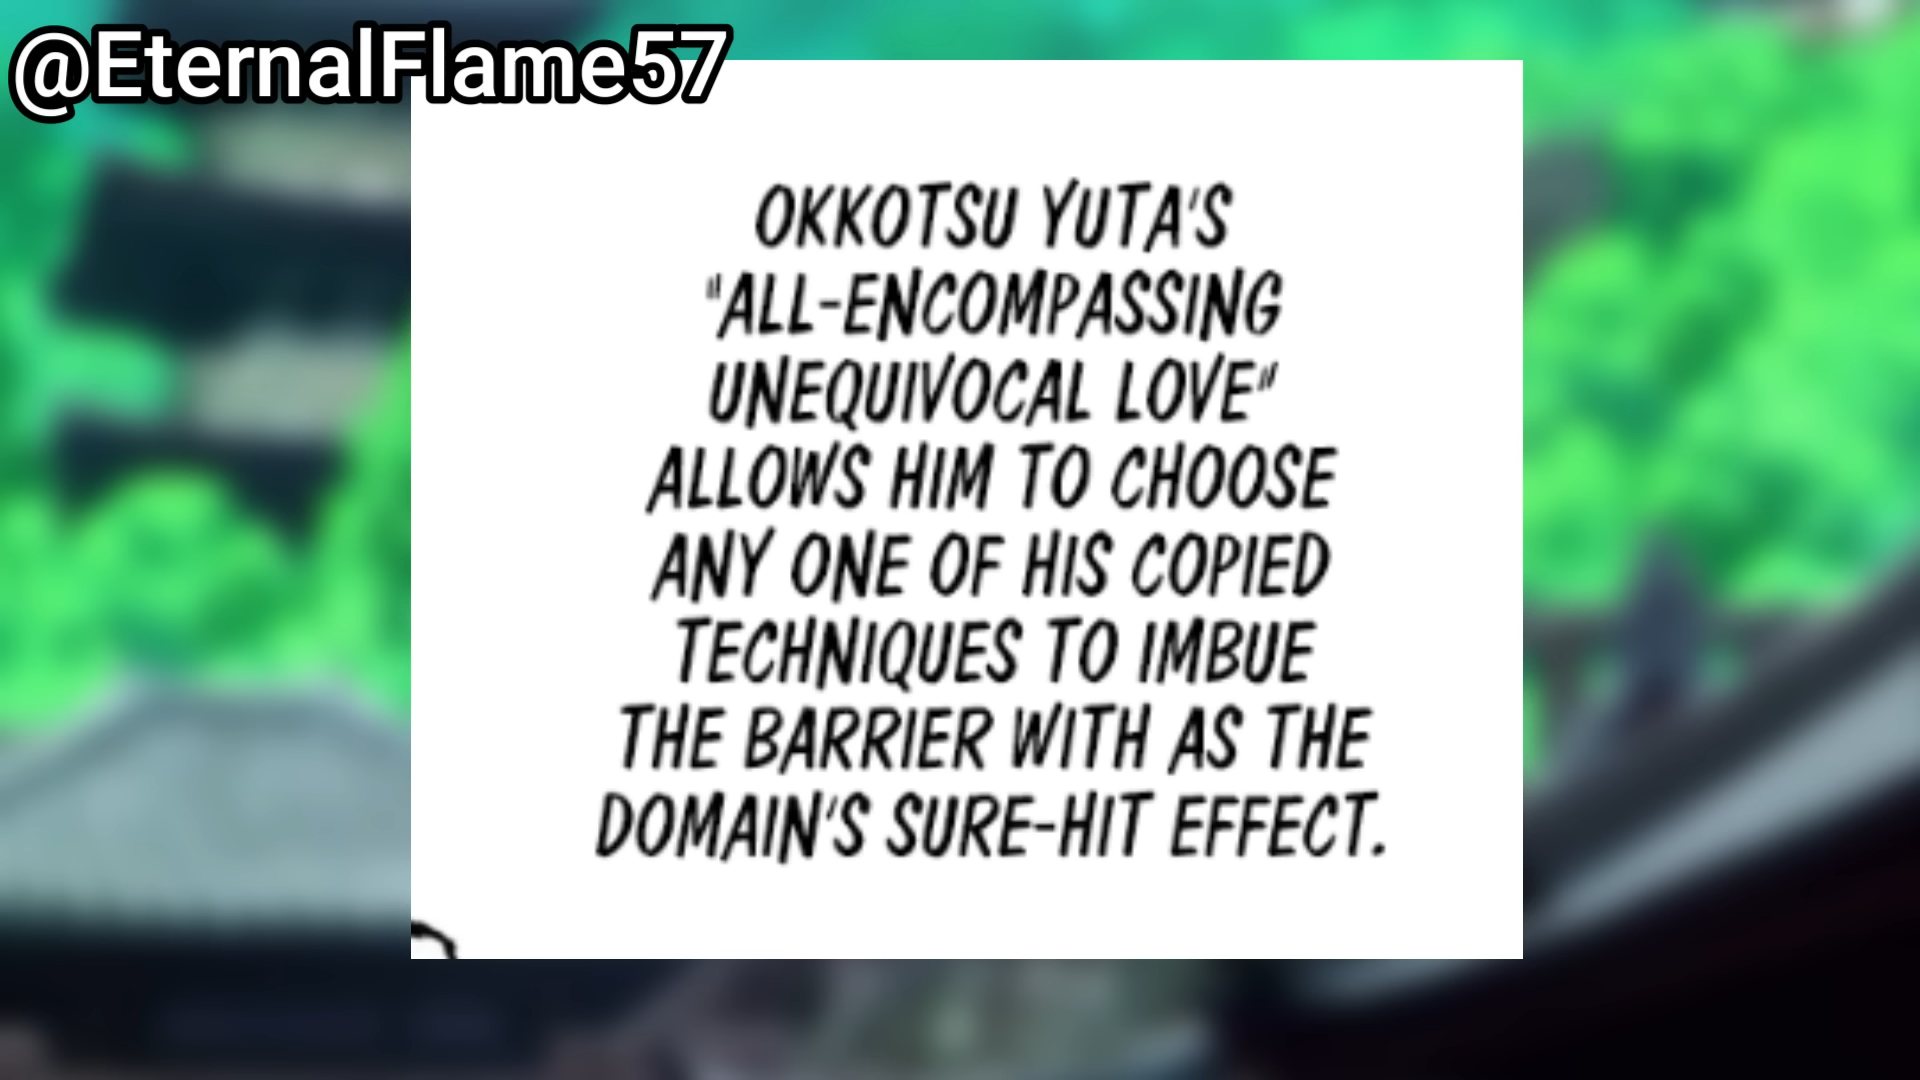 @EternalFlame57
OKKOTSU YUTA'S
"ALL-ENCOMPASSING
UNEQUIVOCAL LOVE"
ALLOWS HIM TO CHOOSE
ANY ONE OF HIS COPIED
TECHNIQUES TO IMBUE
THE BARRIER WITH AS THE
DOMAIN'S SURE-HIT EFFECT.